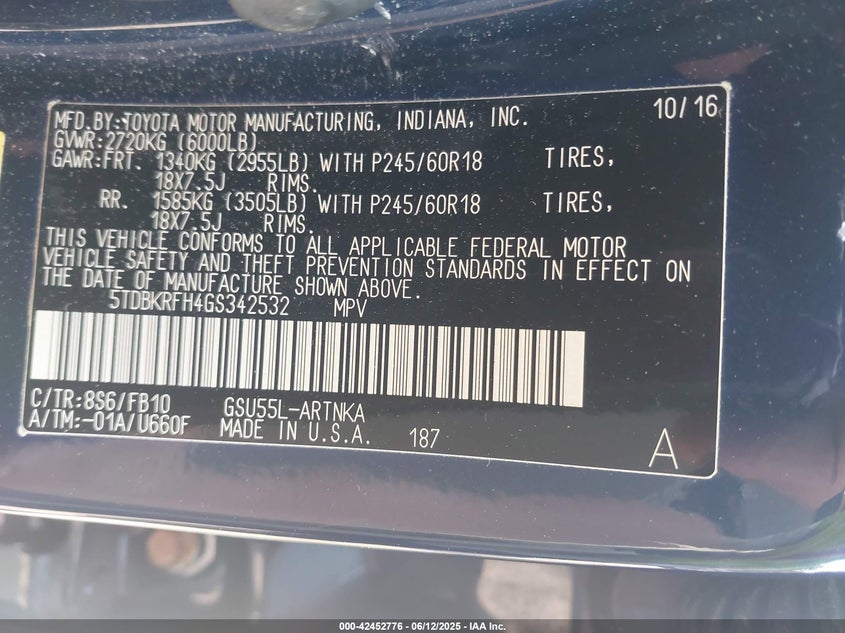 MFD.BY:TOYOTA MOTOR MANUFACTURING, INDIANA, INC. 10/16
GVWR:2720KG (6000LB)
GAWR:FRT. 1340KG (2955LB) WITH P245/60R18 TIRES,
18X7.5J RIMS.
RR. 1585KG (3505LB) WITH P245/60R18 TIRES,
18X7.5J RIMS.
THIS VEHICLE CONFORMS TO ALL APPLICABLE FEDERAL MOTOR
VEHICLE SAFETY AND THEFT PREVENTION STANDARDS IN EFFECT ON
THE DATE OF MANUFACTURE SHOWN ABOVE.
5TDBKRFH4GS342532 MPV
C/TR:8S6/FB10 GSU55L-ARTNKA
A/TM:-01A/U660F MADE IN U.S.A. 187 A
000-42452776 - 06/12/2025 - IAA Inc.